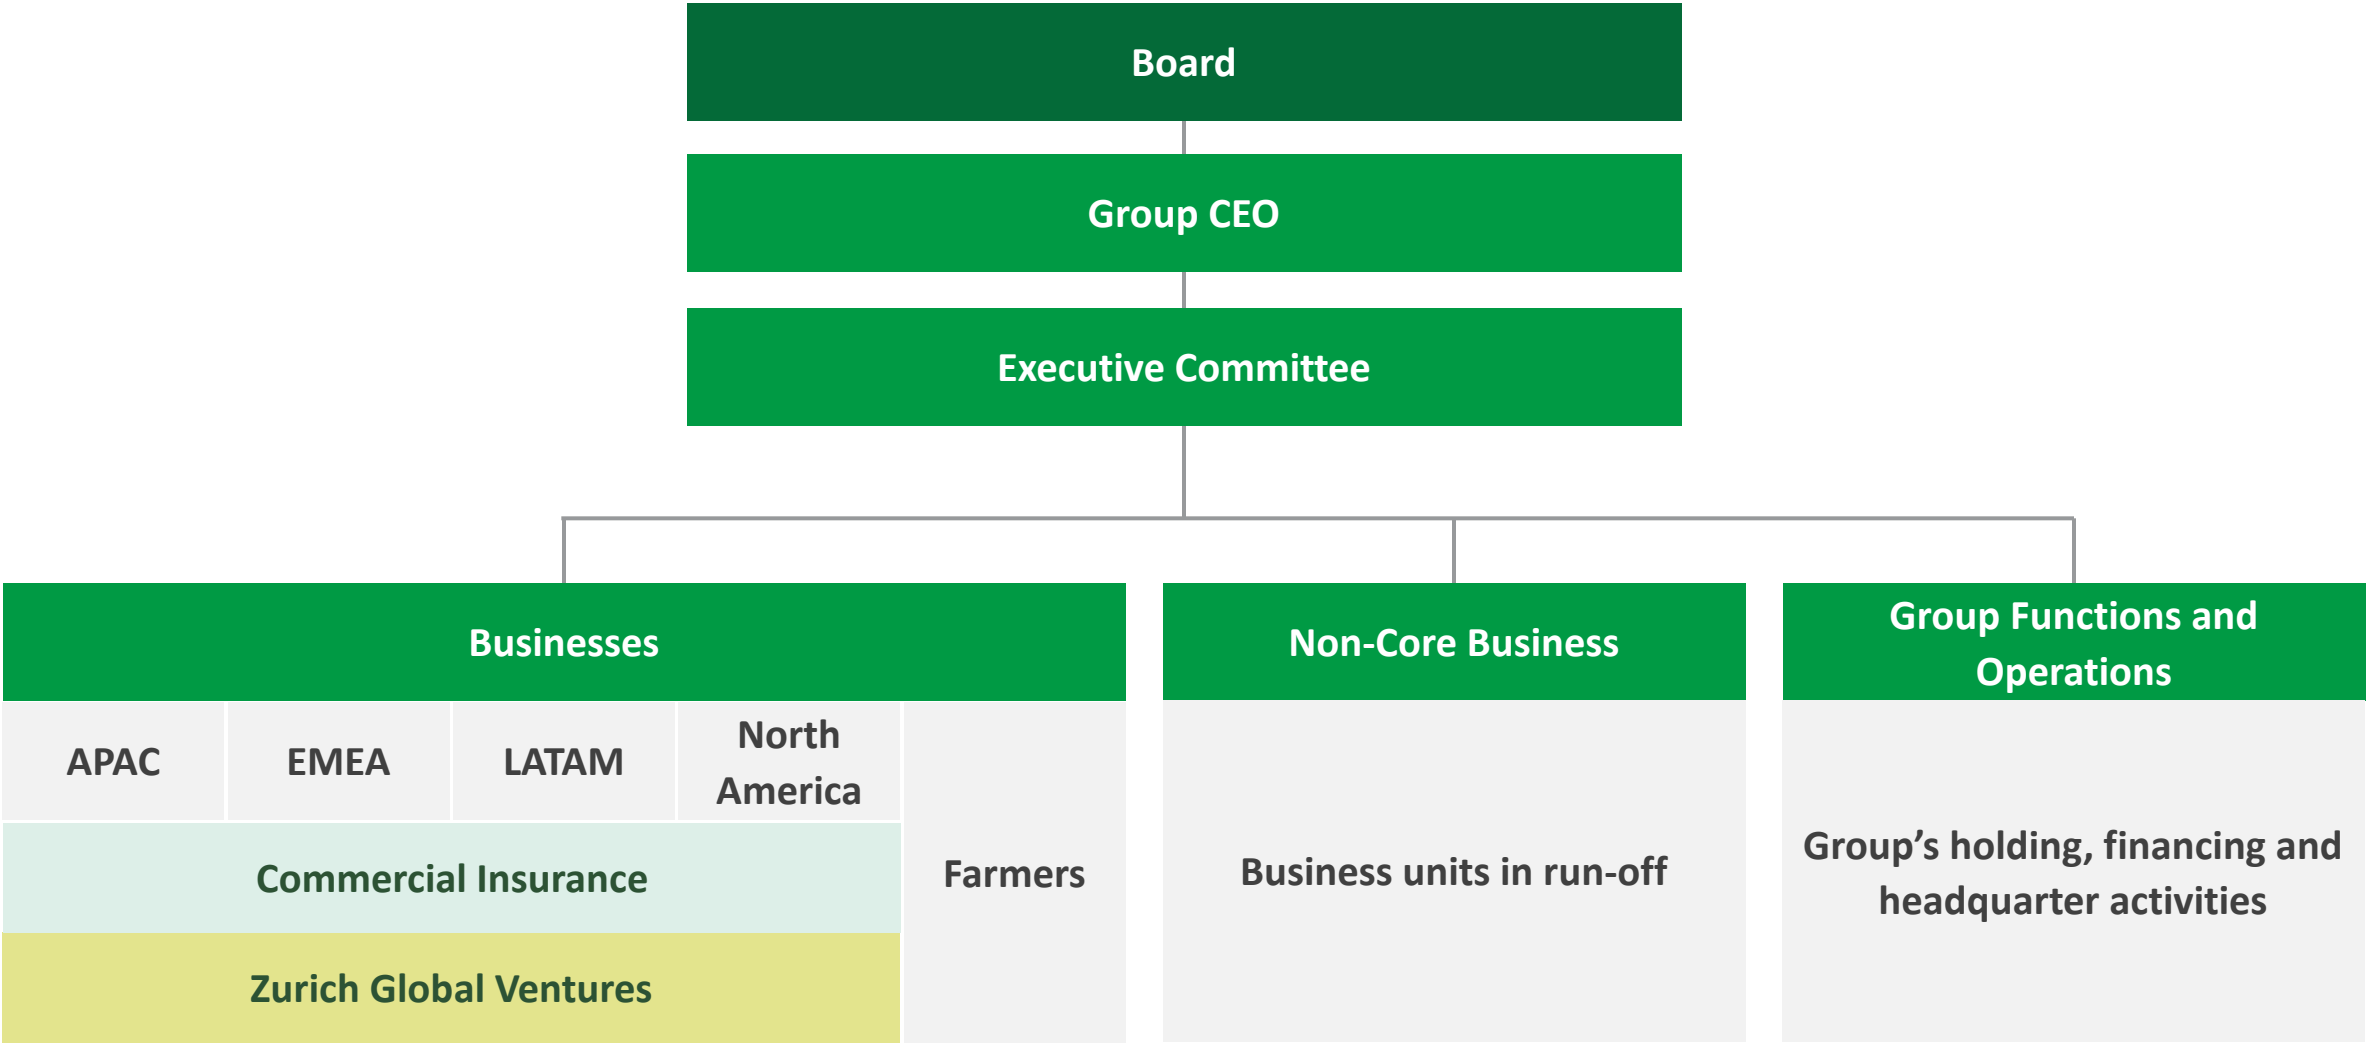 Board
Group CEO
Executive Committee
Businesses
Non-Core Business
Group Functions and
Operations
APAC
EMEA
LATAM
North
America
Farmers
Commercial Insurance
Zurich Global Ventures
Business units in run-off
Group’s holding, financing and
headquarter activities